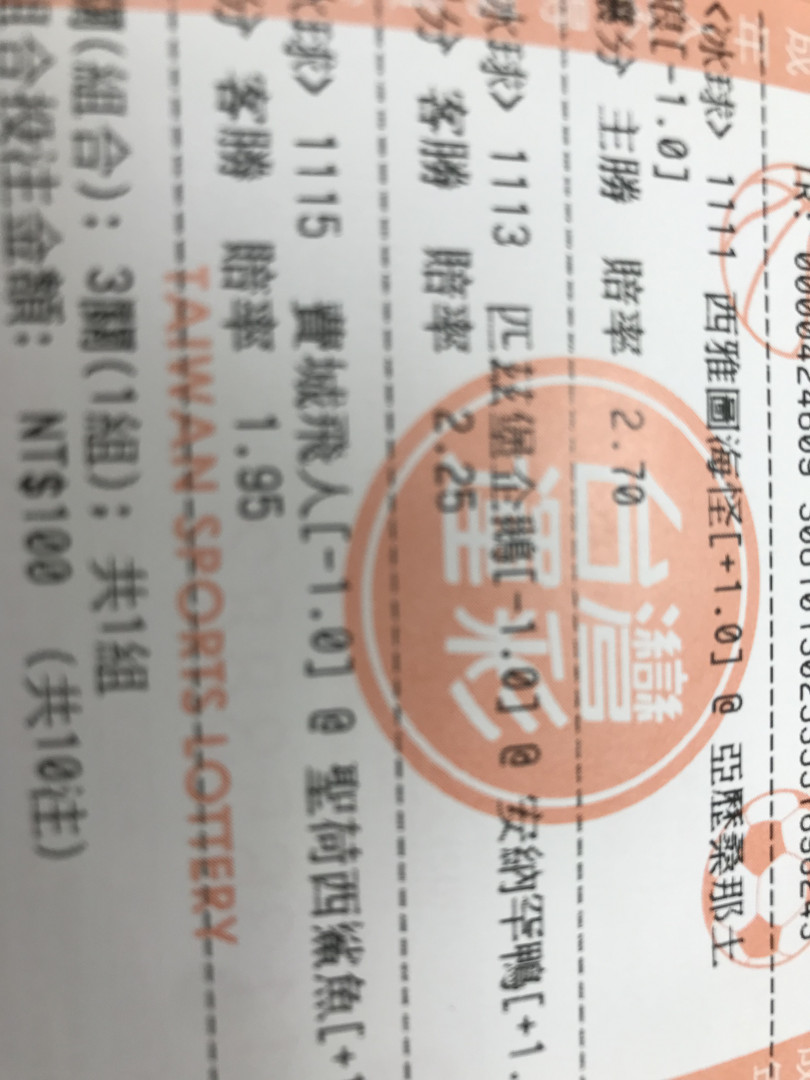 <冰球> 1111 西雅圖海怪[+1.0] @ 亞歷桑那土
狼[-1.0]
讓分 主勝 賠率 2.70
冰球> 1113 匹茲堡企鵝[-1.0] @ 安納罕鴨[+1.
分 客勝 賠率 2.25
冰球> 1115 費城飛人[-1.0] @ 聖荷西鯊魚[+1
分 客勝 賠率 1.95
關(組合): 3關(1組): 共1組
組合投注金額: NT$100 (共10注)
台灣
運彩
TAIWAN SPORTS LOTTERY